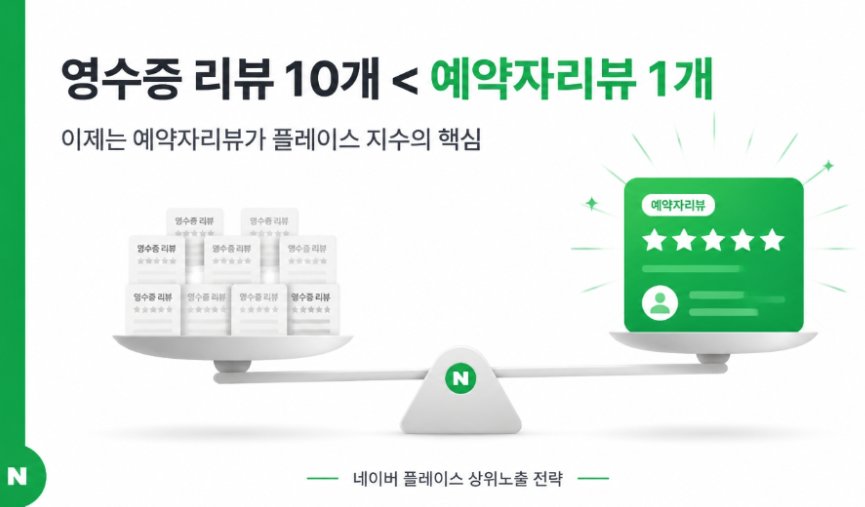 영수증 리뷰 10개 < 예약자리뷰 1개
이제는 예약자리뷰가 플레이스 지수의 핵심
예약자리뷰
영수증 리뷰 영수증 리뷰
영수증 리뷰 영수증 리뷰 영수증 리뷰
영수증 리뷰 영수증 리뷰 영수증 리뷰 영수증 리뷰
N
N
네이버 플레이스 상위노출 전략